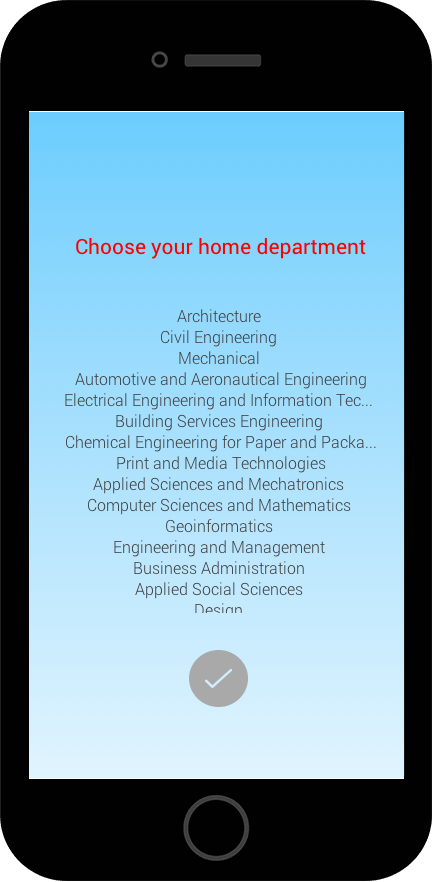 Choose your home department
Architecture
Civil Engineering
Mechanical
Automotive and Aeronautical Engineering
Electrical Engineering and Information Tec...
Building Services Engineering
Chemical Engineering for Paper and Packa...
Print and Media Technologies
Applied Sciences and Mechatronics
Computer Sciences and Mathematics
Geoinformatics
Engineering and Management
Business Administration
Applied Social Sciences
Design